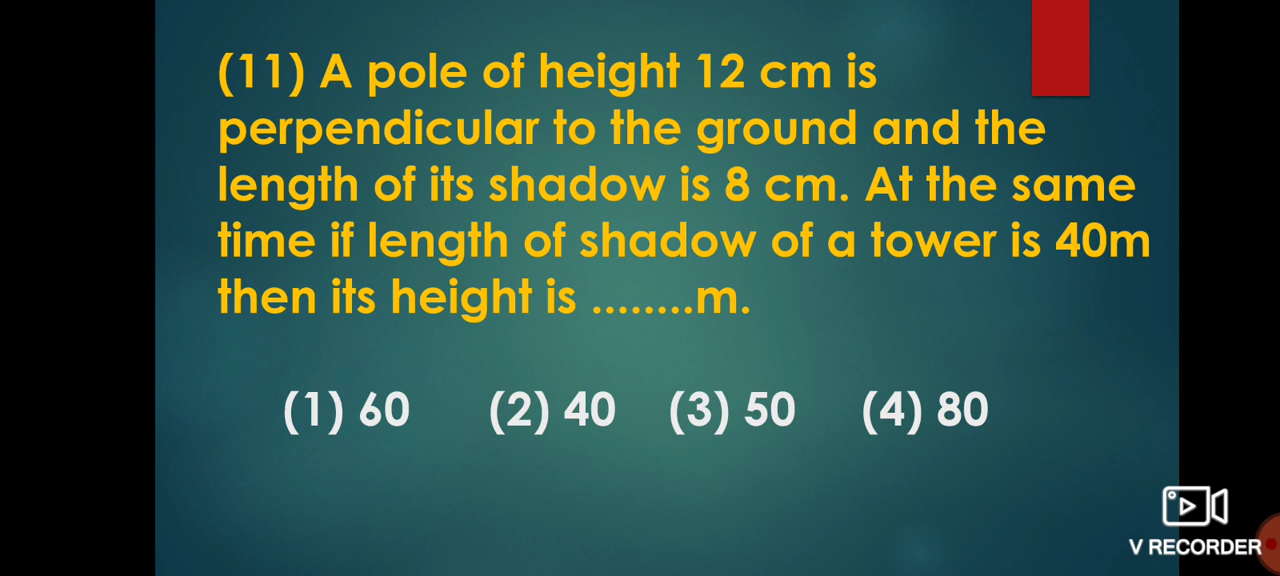 (11) A pole of height 12 cm is
perpendicular to the ground and the
length of its shadow is 8 cm. At the same
time if length of shadow of a tower is 40m
then its height is ........m.
(1) 60 (2) 40 (3) 50 (4) 80
V RECORDER